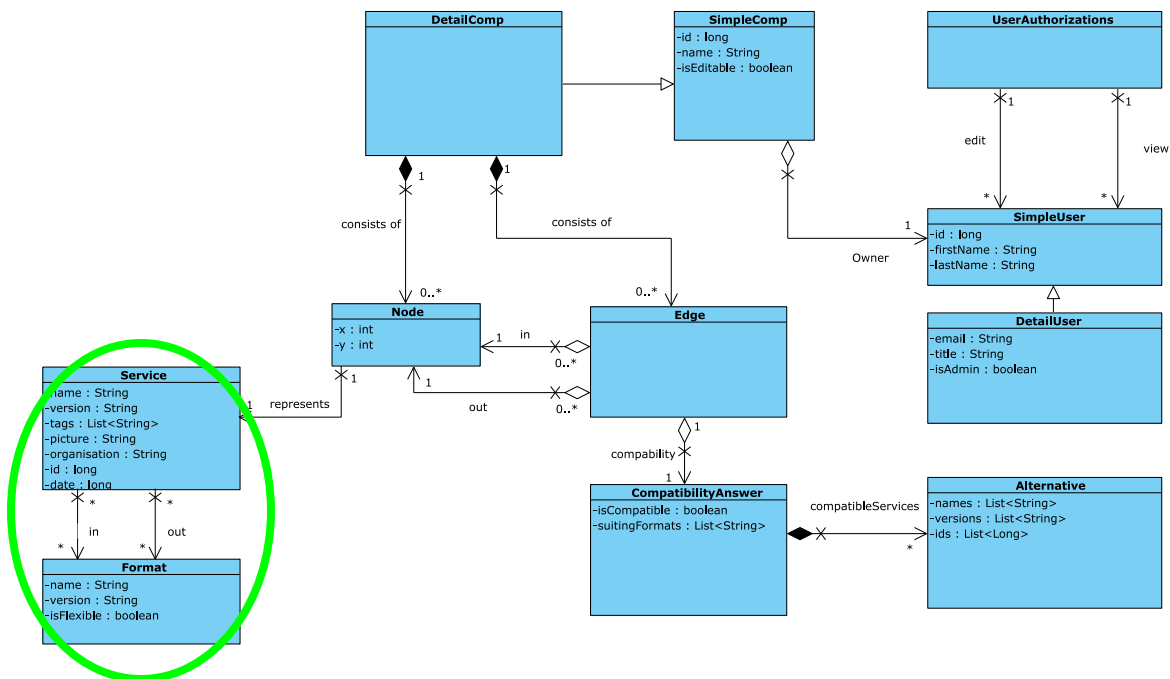 DetailComp
SimpleComp
-id : long
-name : String
-isEditable : boolean
UserAuthorizations
1
1
edit
view
*
*
SimpleUser
-id : long
-firstName : String
-lastName : String
1
Owner
DetailUser
-email : String
-title : String
-isAdmin : boolean
1
1
consists of
consists of
0..*
0..*
Node
-x : int
-y : int
Edge
1
in
0..*
1
out
0..*
1
represents
1
Service
-name : String
-version : String
-tags : List<String>
-picture : String
-organisation : String
-id : long
-date : long
*
*
in
out
*
*
Format
-name : String
-version : String
-isFlexible : boolean
1
compability
1
CompatibilityAnswer
-isCompatible : boolean
-suitingFormats : List<String>
compatibleServices
*
Alternative
-names : List<String>
-versions : List<String>
-ids : List<Long>